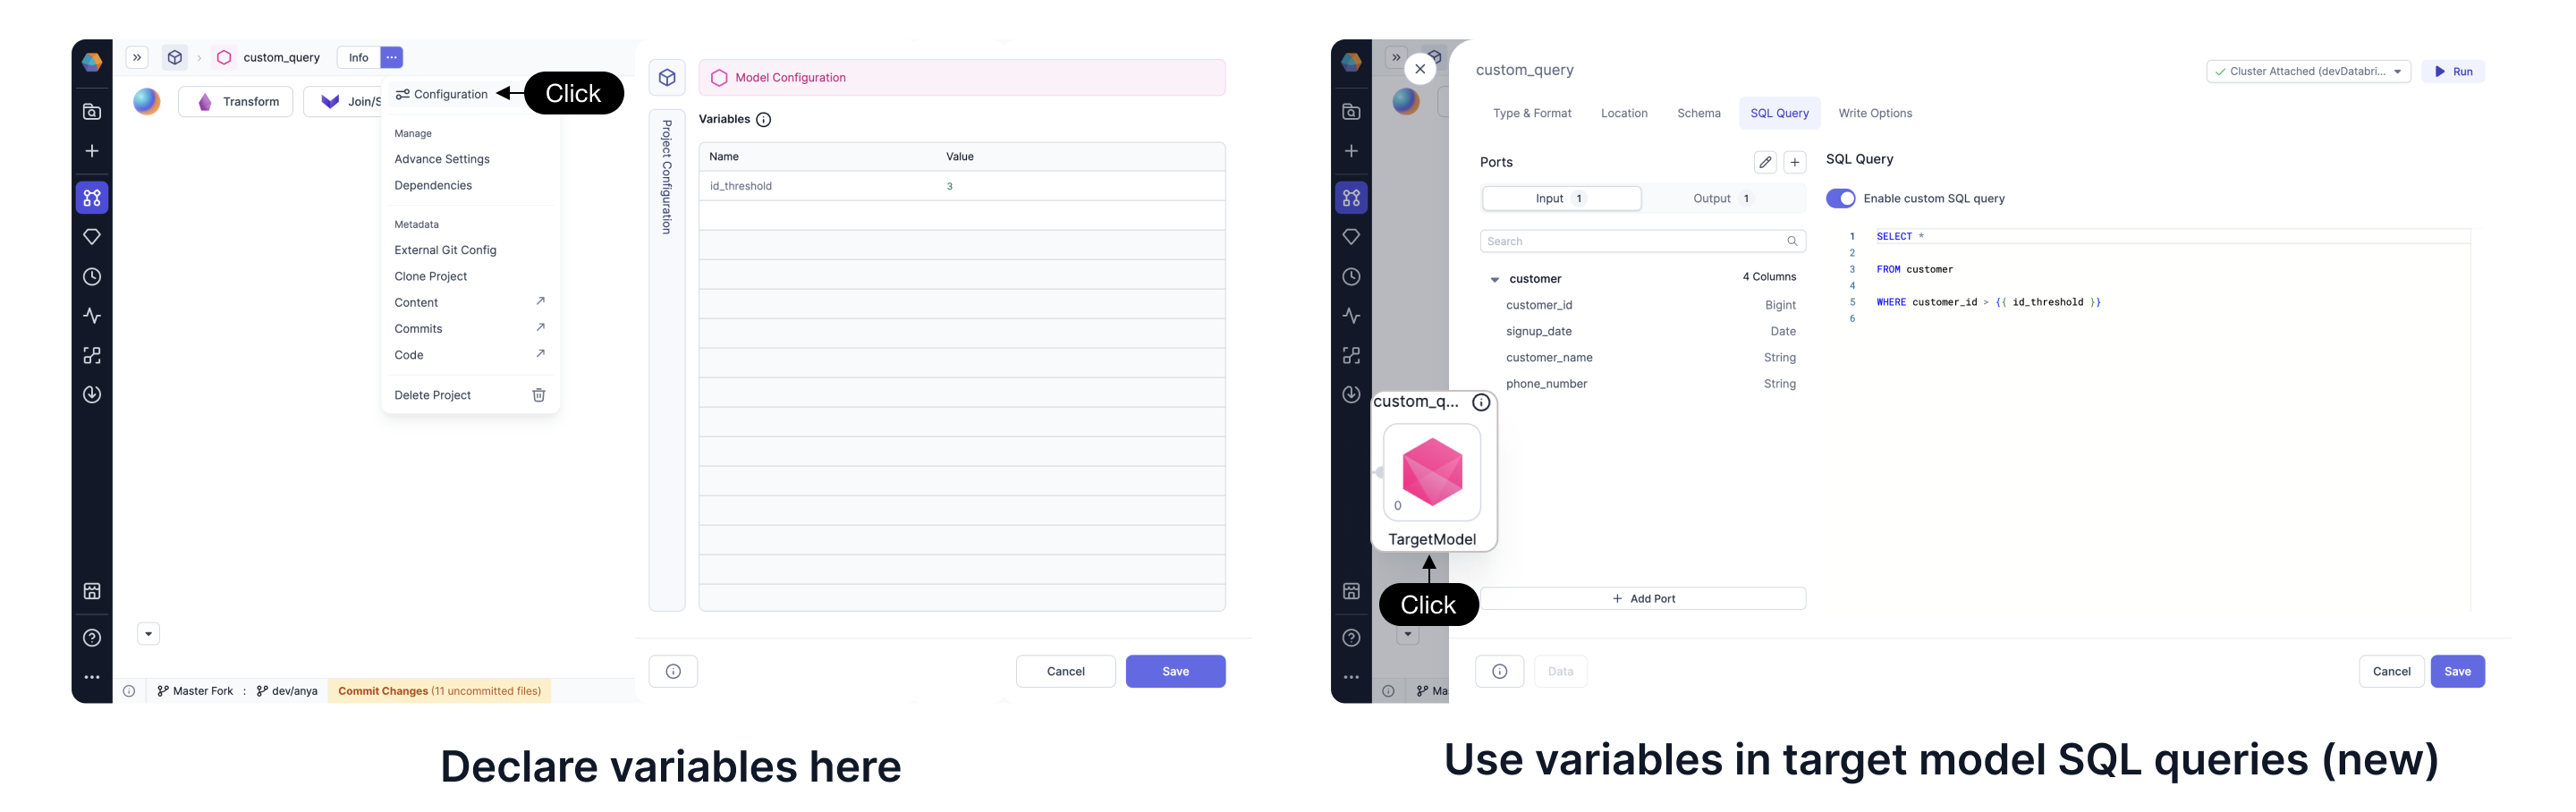 custom_query
Info
Transform
Join/S
Configuration
Click
Manage
Advance Settings
Dependencies
Metadata
External Git Config
Clone Project
Content
Commits
Code
Delete Project
Master Fork : dev/anya
Commit Changes (11 uncommitted files)
Project Configuration
Model Configuration
Variables
Name Value
id_threshold 3
Cancel
Save
Declare variables here
custom_query
Cluster Attached (devDatabri...
Run
Type & Format
Location
Schema
SQL Query
Write Options
Ports
Input 1
Output 1
Search
customer 4 Columns
customer_id Bigint
signup_date Date
customer_name String
phone_number String
custom_q...
0
TargetModel
Click
Add Port
Ma
Data
SQL Query
Enable custom SQL query
1 SELECT *
2
3 FROM customer
4
5 WHERE customer_id > {{ id_threshold }}
6
Cancel
Save
Use variables in target model SQL queries (new)